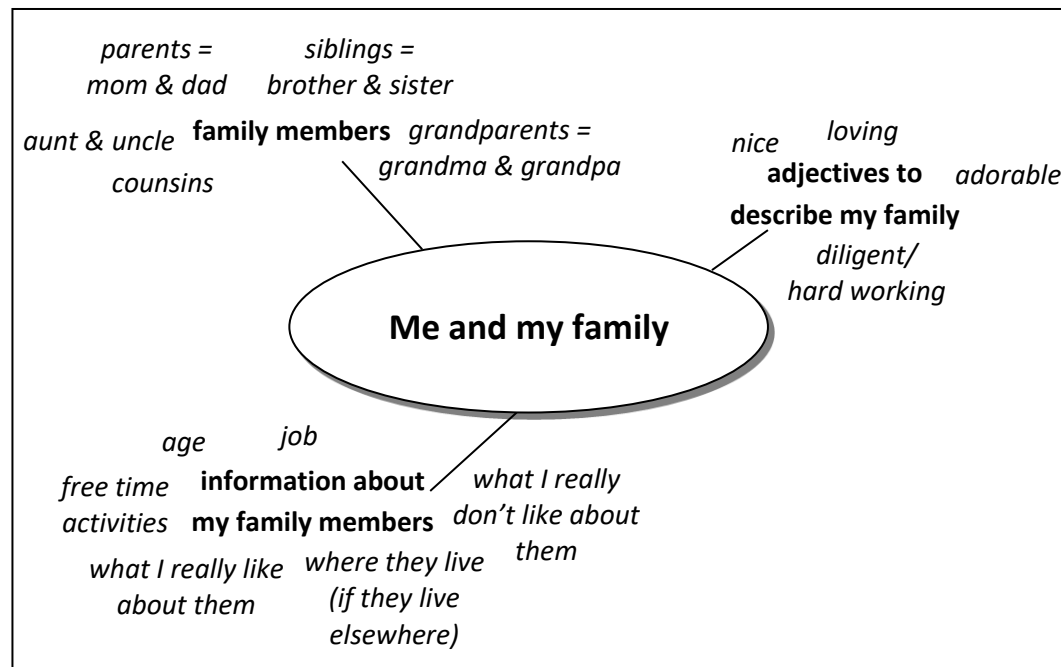 parents =
mom & dad
siblings =
brother & sister
aunt & uncle
family members
grandparents =
grandma & grandpa
counsins
nice
loving
adjectives to
describe my family
adorable
diligent/
hard working
Me and my family
age
job
free time
activities
information about
my family members
what I really
don’t like about
them
what I really like
about them
where they live
(if they live
elsewhere)